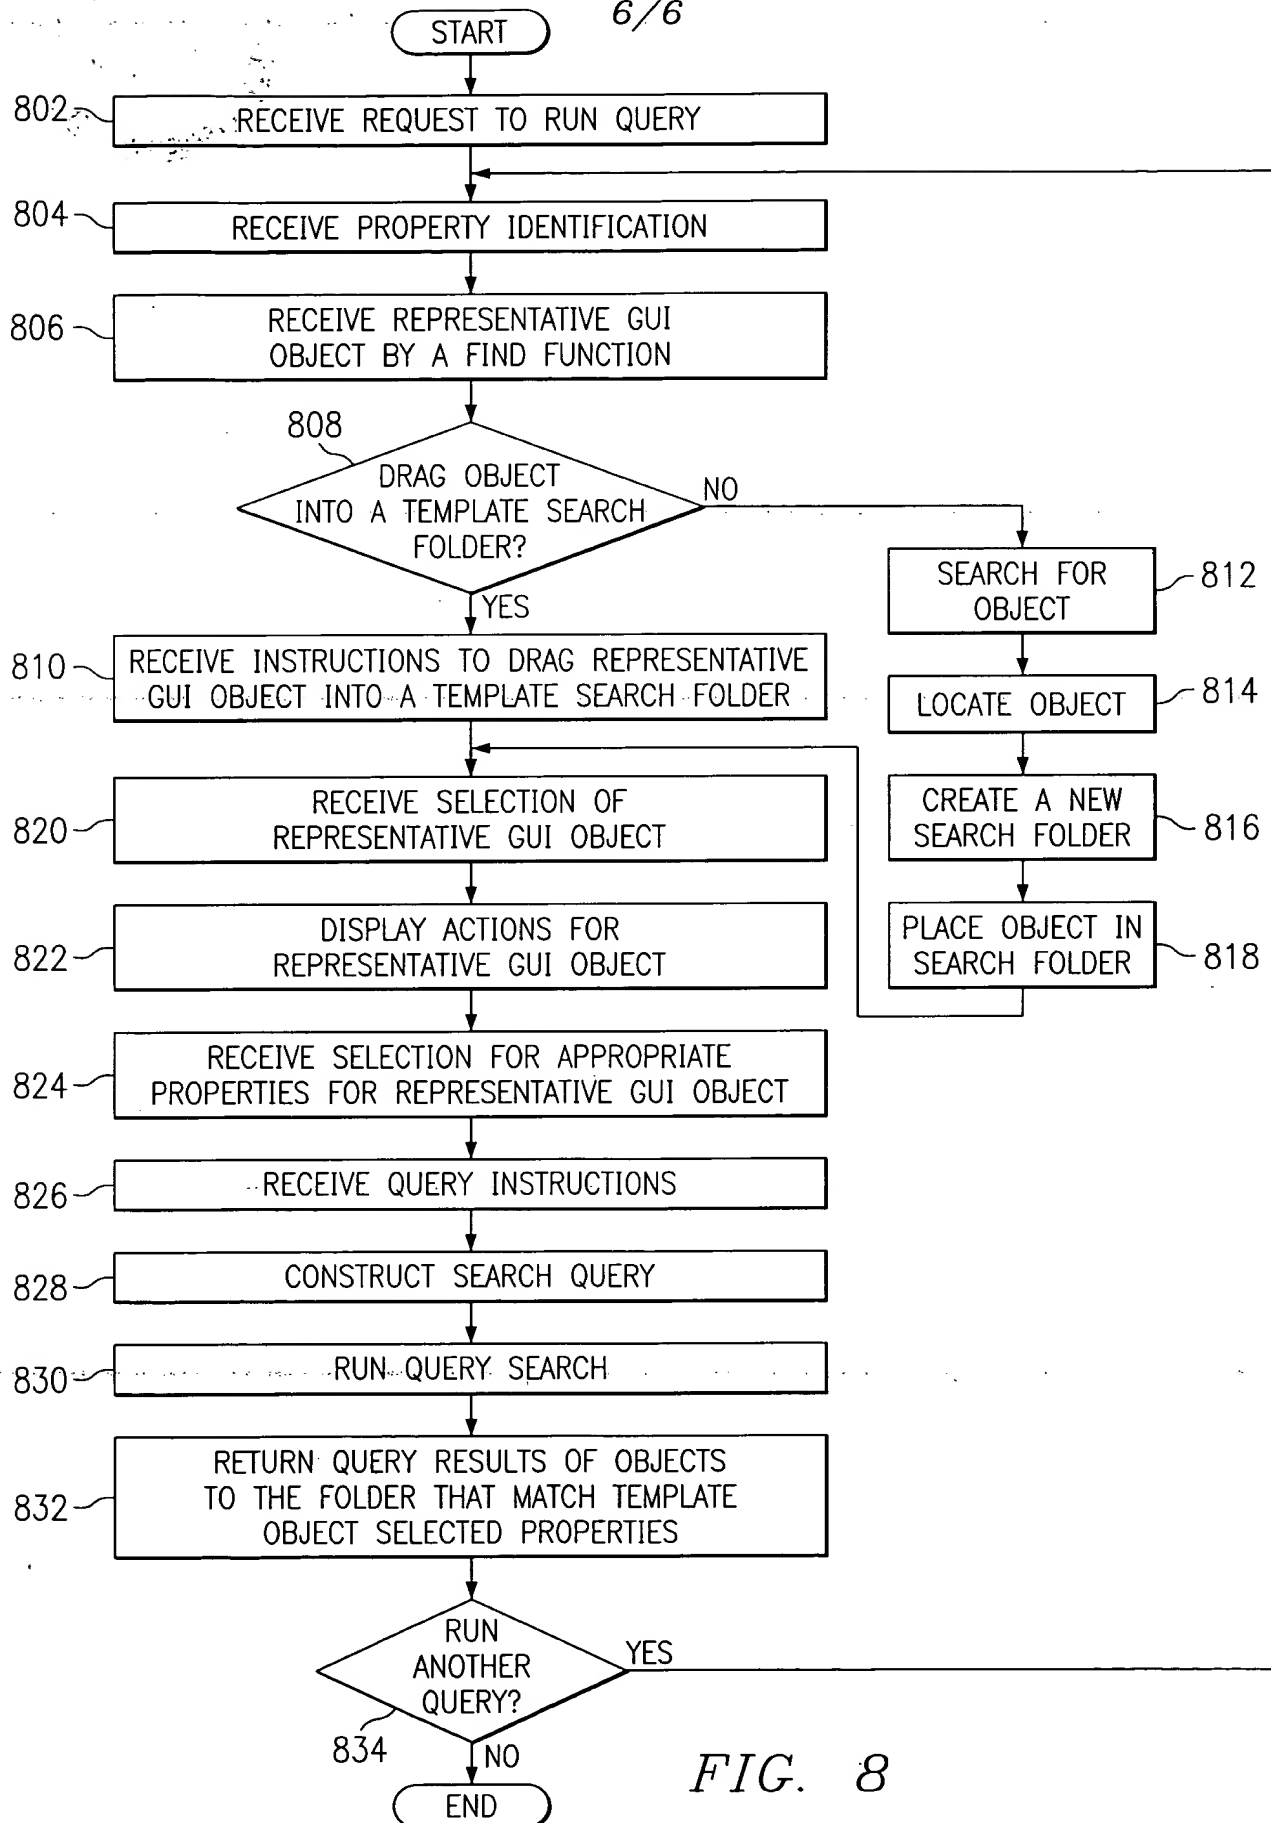 6/6
START
802
RECEIVE REQUEST TO RUN QUERY
804
RECEIVE PROPERTY IDENTIFICATION
806
RECEIVE REPRESENTATIVE GUI
OBJECT BY A FIND FUNCTION
808
DRAG OBJECT
INTO A TEMPLATE SEARCH
FOLDER?
NO
YES
812
SEARCH FOR
OBJECT
810
RECEIVE INSTRUCTIONS TO DRAG REPRESENTATIVE
GUI OBJECT INTO A TEMPLATE SEARCH FOLDER
814
LOCATE OBJECT
816
CREATE A NEW
SEARCH FOLDER
818
PLACE OBJECT IN
SEARCH FOLDER
820
RECEIVE SELECTION OF
REPRESENTATIVE GUI OBJECT
822
DISPLAY ACTIONS FOR
REPRESENTATIVE GUI OBJECT
824
RECEIVE SELECTION FOR APPROPRIATE
PROPERTIES FOR REPRESENTATIVE GUI OBJECT
826
RECEIVE QUERY INSTRUCTIONS
828
CONSTRUCT SEARCH QUERY
830
RUN QUERY SEARCH
832
RETURN QUERY RESULTS OF OBJECTS
TO THE FOLDER THAT MATCH TEMPLATE
OBJECT SELECTED PROPERTIES
RUN
ANOTHER
QUERY?
YES
834
NO
END
FIG. 8